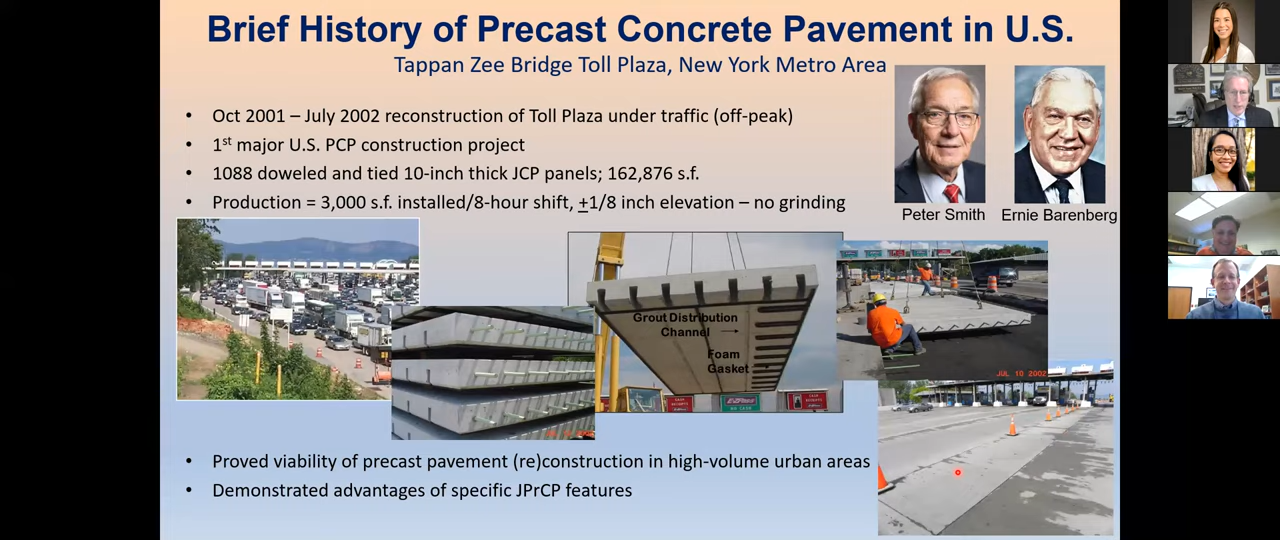 Brief History of Precast Concrete Pavement in U.S.
Tappan Zee Bridge Toll Plaza, New York Metro Area
• Oct 2001 – July 2002 reconstruction of Toll Plaza under traffic (off-peak)
• 1st major U.S. PCP construction project
• 1088 doweled and tied 10-inch thick JCP panels; 162,876 s.f.
• Production = 3,000 s.f. installed/8-hour shift, +1/8 inch elevation – no grinding
Peter Smith
Ernie Barenberg
Grout Distribution
Channel
Foam
Gasket
JUL 10 2002
• Proved viability of precast pavement (re)construction in high-volume urban areas
• Demonstrated advantages of specific JPrCP features